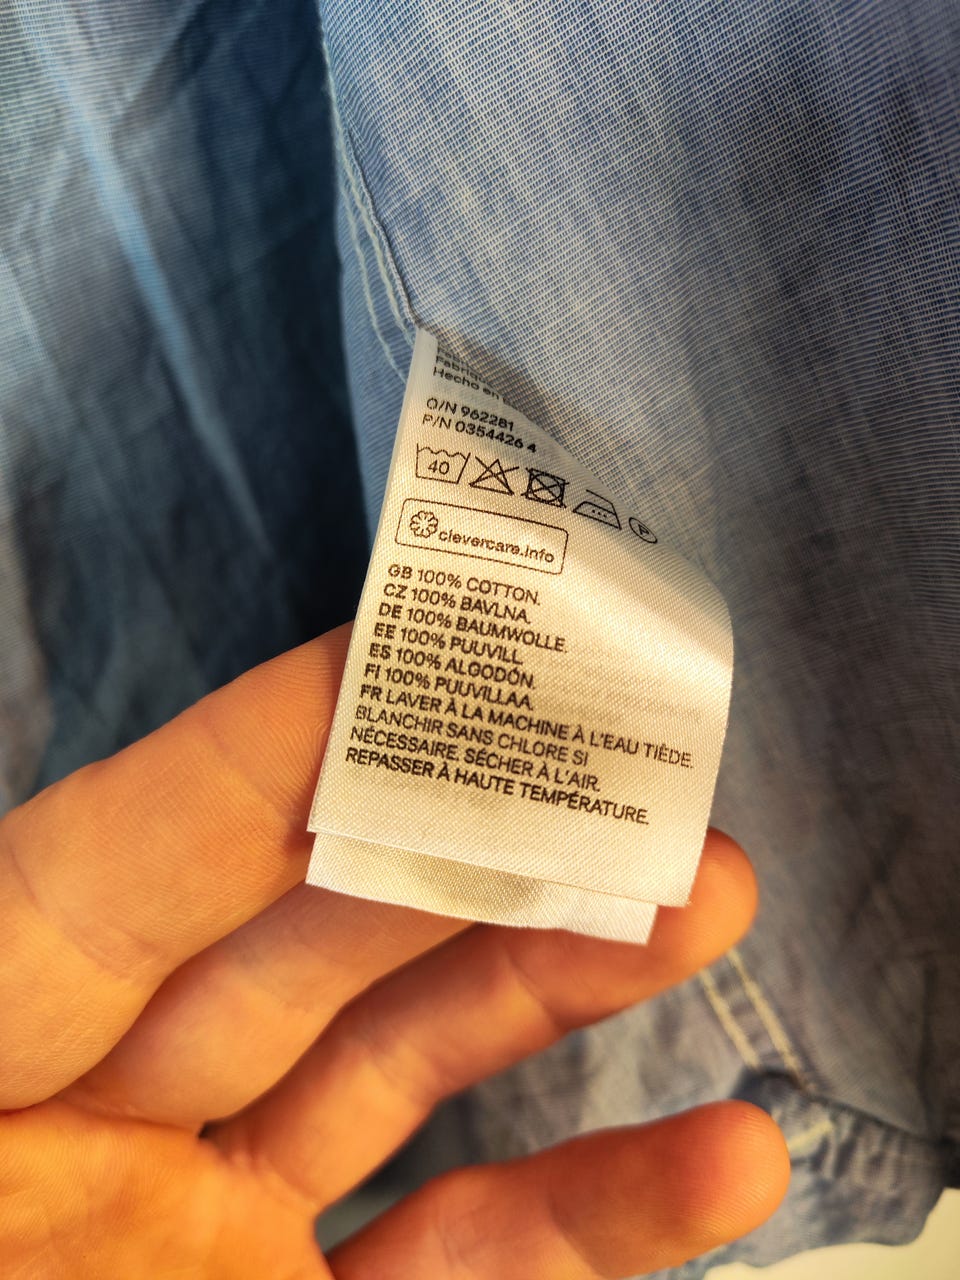 Hecho en
O/N 962281
P/N 0354426 4
40
P
clevercare.info
GB 100% COTTON.
CZ 100% BAVLNA.
DE 100% BAUMWOLLE.
EE 100% PUUVILL.
ES 100% ALGODÓN.
FI 100% PUUVILLAA.
FR LAVER À LA MACHINE À L'EAU TIÈDE.
BLANCHIR SANS CHLORE SI
NÉCESSAIRE. SÉCHER À L'AIR.
REPASSER À HAUTE TEMPÉRATURE.